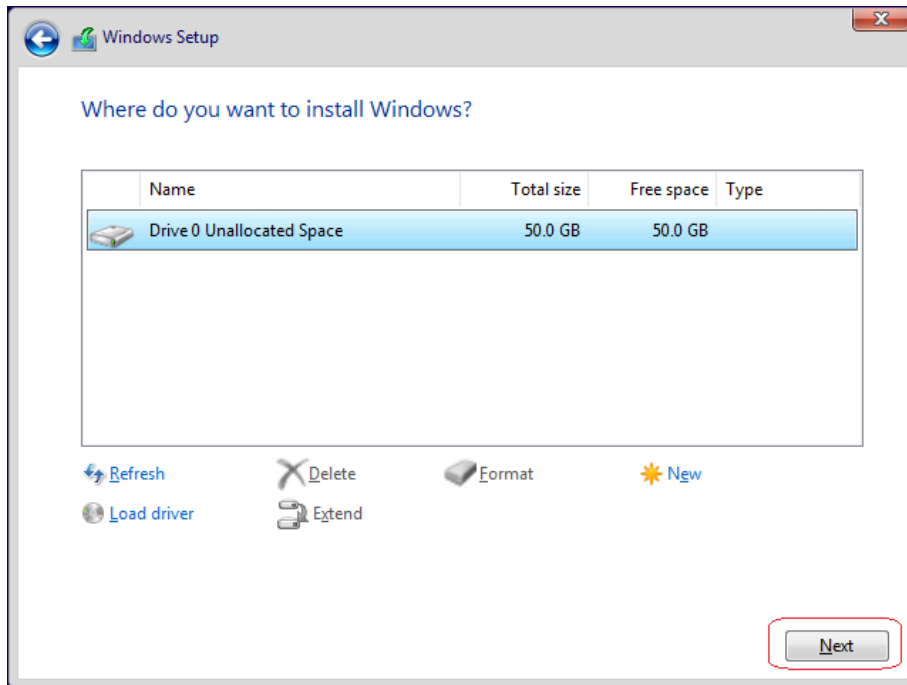 Windows Setup
Where do you want to install Windows?
Name Total size Free space Type
Drive 0 Unallocated Space 50.0 GB 50.0 GB
Refresh Delete Format New
Load driver Extend
Next